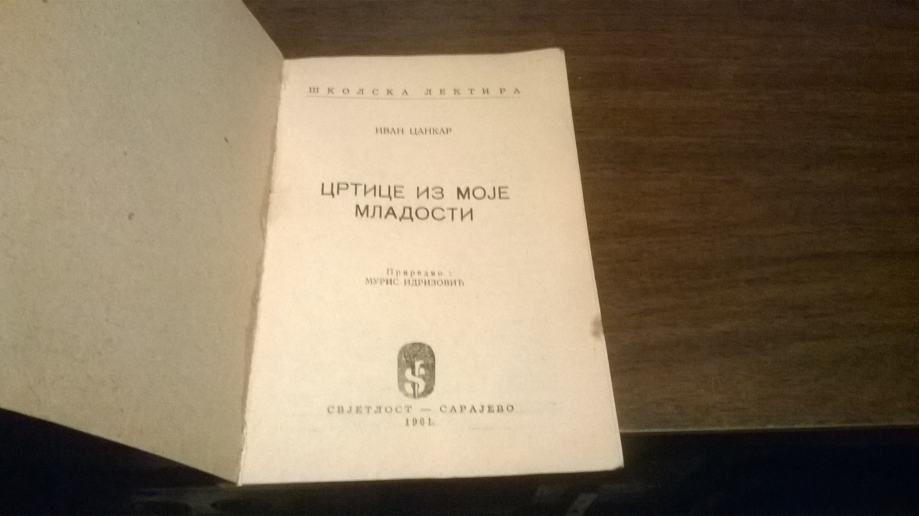 ШКОЛСКА ЛЕКТИРА
ИВАН ЦАНКАР
ЦРТИЦЕ ИЗ МОЈЕ
МЛАДОСТИ
Приредио:
МУРИС ИДРИЗОВИЋ
СВЈЕТЛОСТ — САРАЈЕВО
1961.